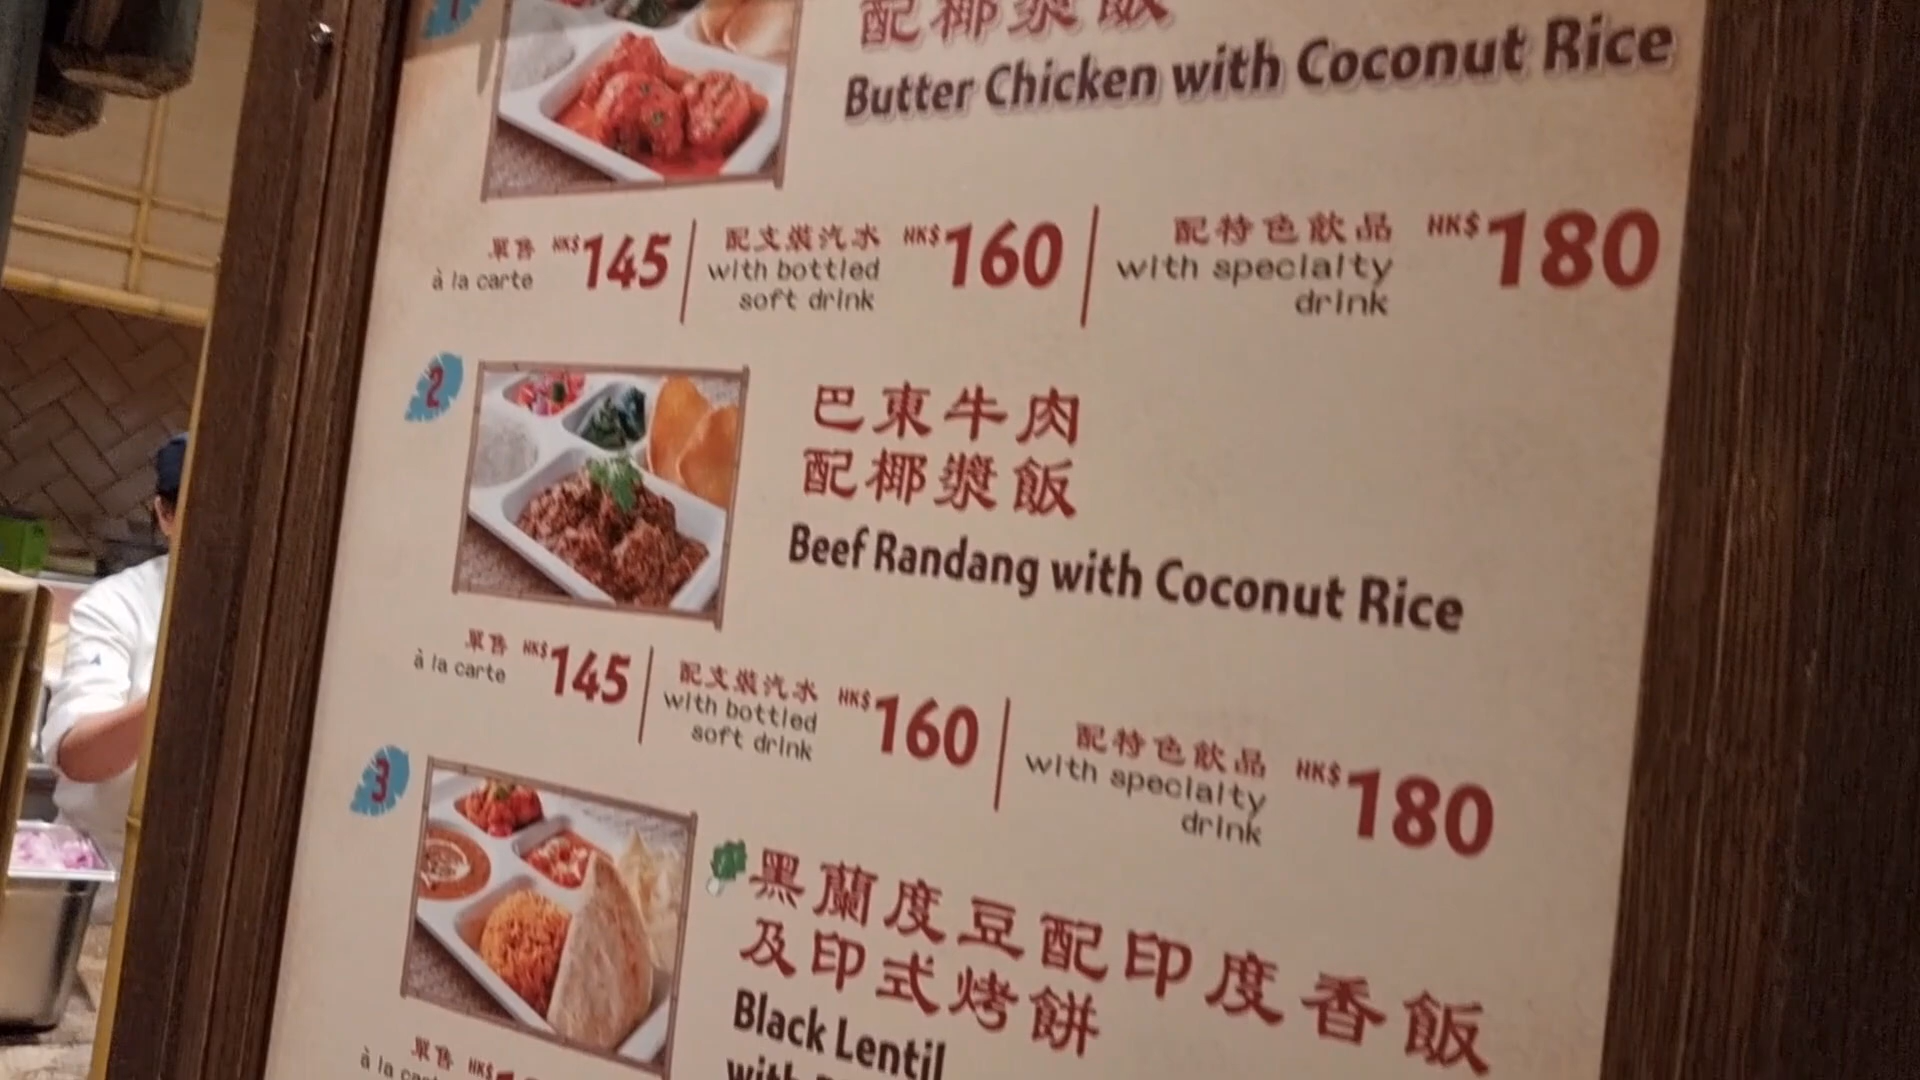 1
配椰漿飯
Butter Chicken with Coconut Rice
單售 HK$145
à la carte
配支裝汽水 HK$160
with bottled
soft drink
配特色飲品 HK$180
with specialty
drink
2
巴東牛肉
配椰漿飯
Beef Randang with Coconut Rice
單售 HK$145
à la carte
配支裝汽水 HK$160
with bottled
soft drink
配特色飲品 HK$180
with specialty
drink
3
黑蘭度豆配印度香飯
及印式烤餅
Black Lentil
with
單售 HK$
à la